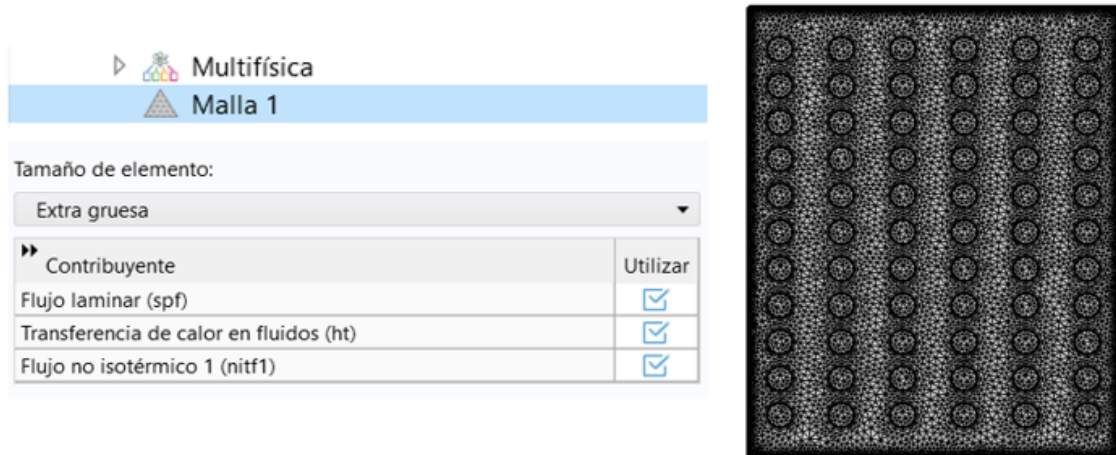 Multifísica
Malla 1
Tamaño de elemento:
Extra gruesa
Contribuyente Utilizar
Flujo laminar (spf)
Transferencia de calor en fluidos (ht)
Flujo no isotérmico 1 (nitf1)